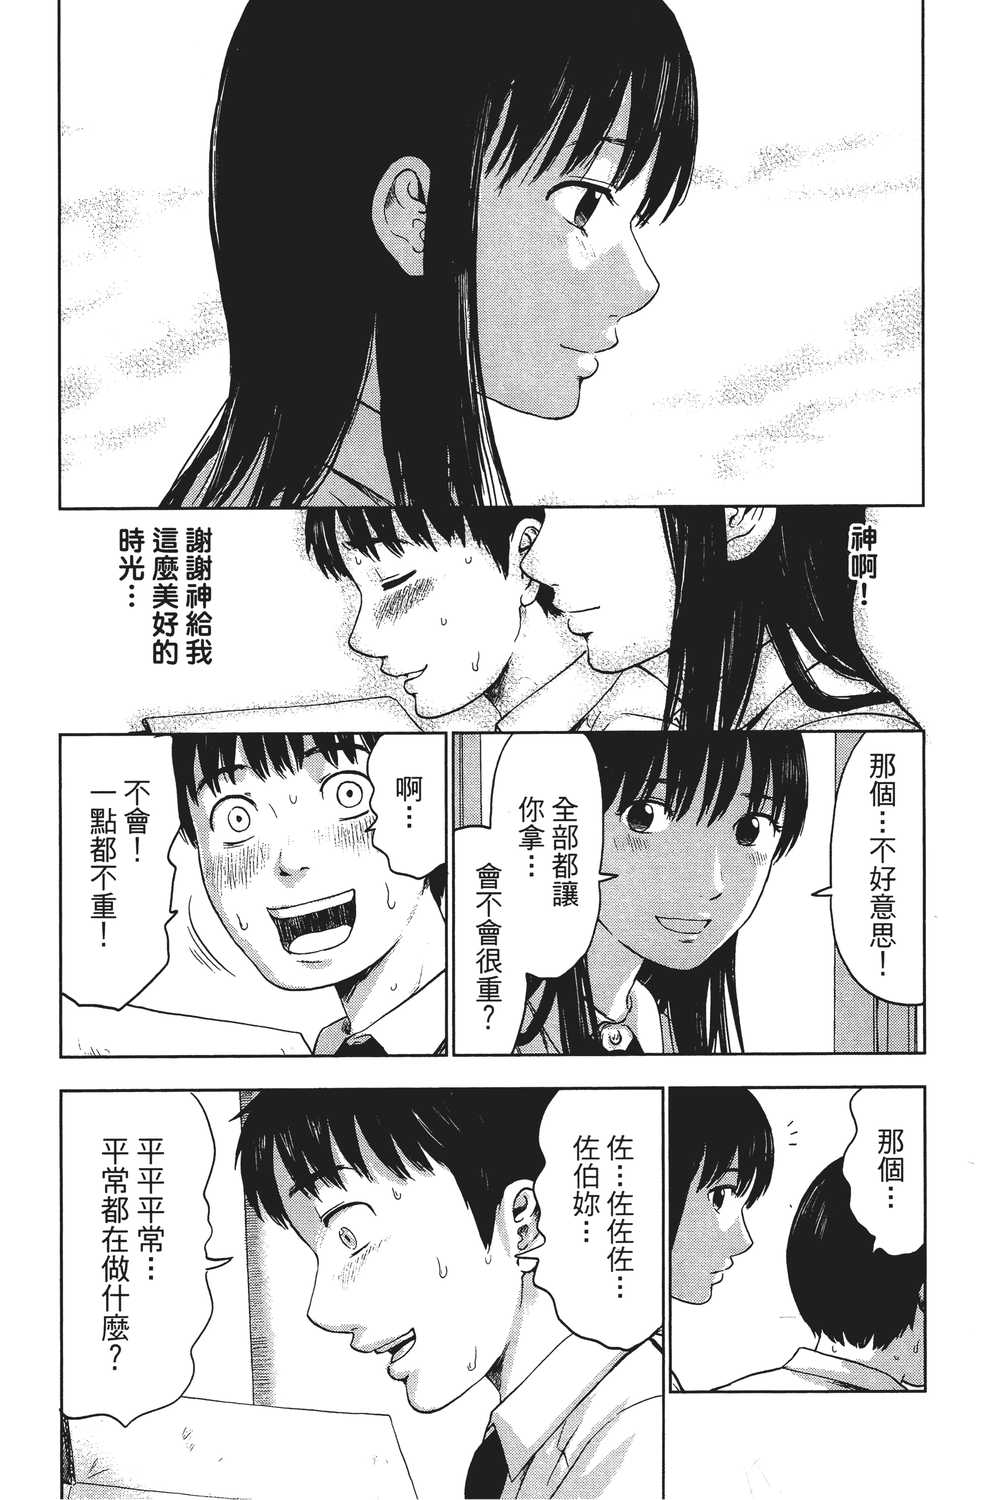 神啊！
謝謝神給我
這麼美好的
時光…
那個…不好意思！
全部都讓
你拿…
會不會很重？
啊…
不會！
一點都不重！
那個…
佐…佐佐佐…
佐伯妳…
平平平常…
平常都在做什麼？